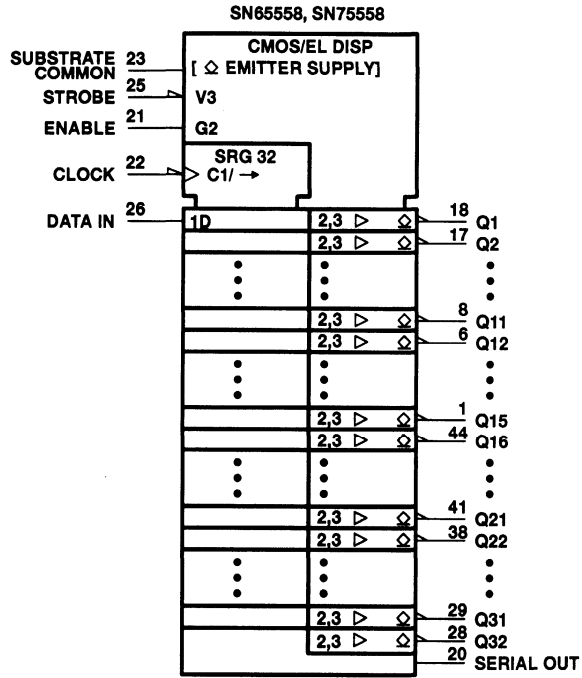 SN65558, SN75558
CMOS/EL DISP
[ ◇ EMITTER SUPPLY]
SUBSTRATE COMMON 23
STROBE 25 V3
ENABLE 21 G2
SRG 32
CLOCK 22 C1/ →
DATA IN 26 1D 2,3 ▷ ◇ 18 Q1
2,3 ▷ ◇ 17 Q2
2,3 ▷ ◇ 8 Q11
2,3 ▷ ◇ 6 Q12
2,3 ▷ ◇ 1 Q15
2,3 ▷ ◇ 44 Q16
2,3 ▷ ◇ 41 Q21
2,3 ▷ ◇ 38 Q22
2,3 ▷ ◇ 29 Q31
2,3 ▷ ◇ 28 Q32
20 SERIAL OUT